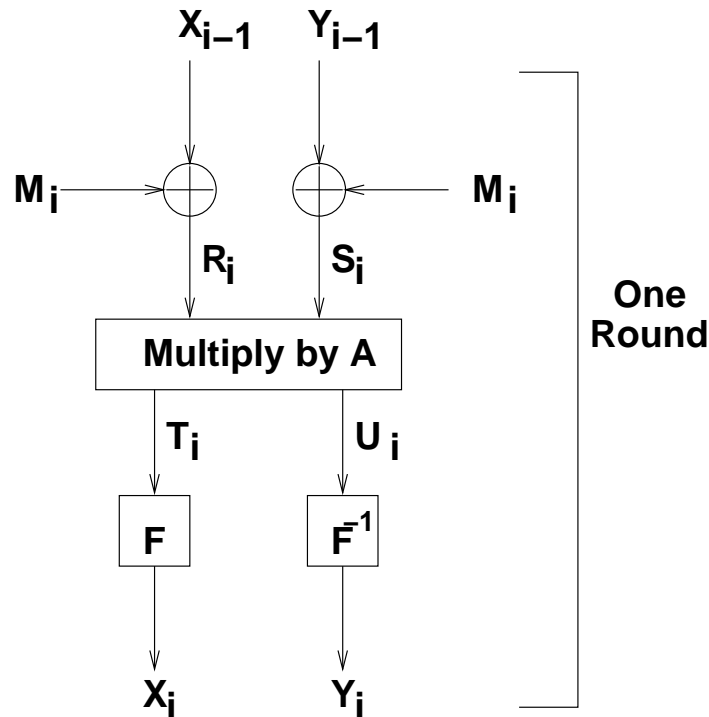 X_{i–1} Y_{i–1}
M_i M_i
R_i S_i
One
Round
Multiply by A
T_i U_i
F F^{-1}
X_i Y_i